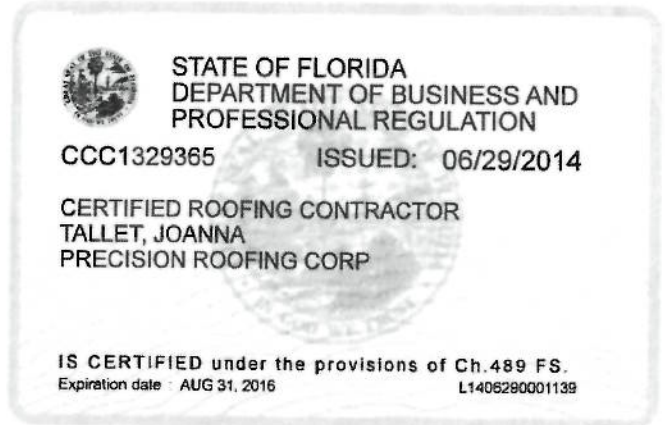 STATE OF FLORIDA
DEPARTMENT OF BUSINESS AND
PROFESSIONAL REGULATION
CCC1329365 ISSUED: 06/29/2014
CERTIFIED ROOFING CONTRACTOR
TALLET, JOANNA
PRECISION ROOFING CORP
IS CERTIFIED under the provisions of Ch.489 FS.
Expiration date : AUG 31, 2016 L1406290001139